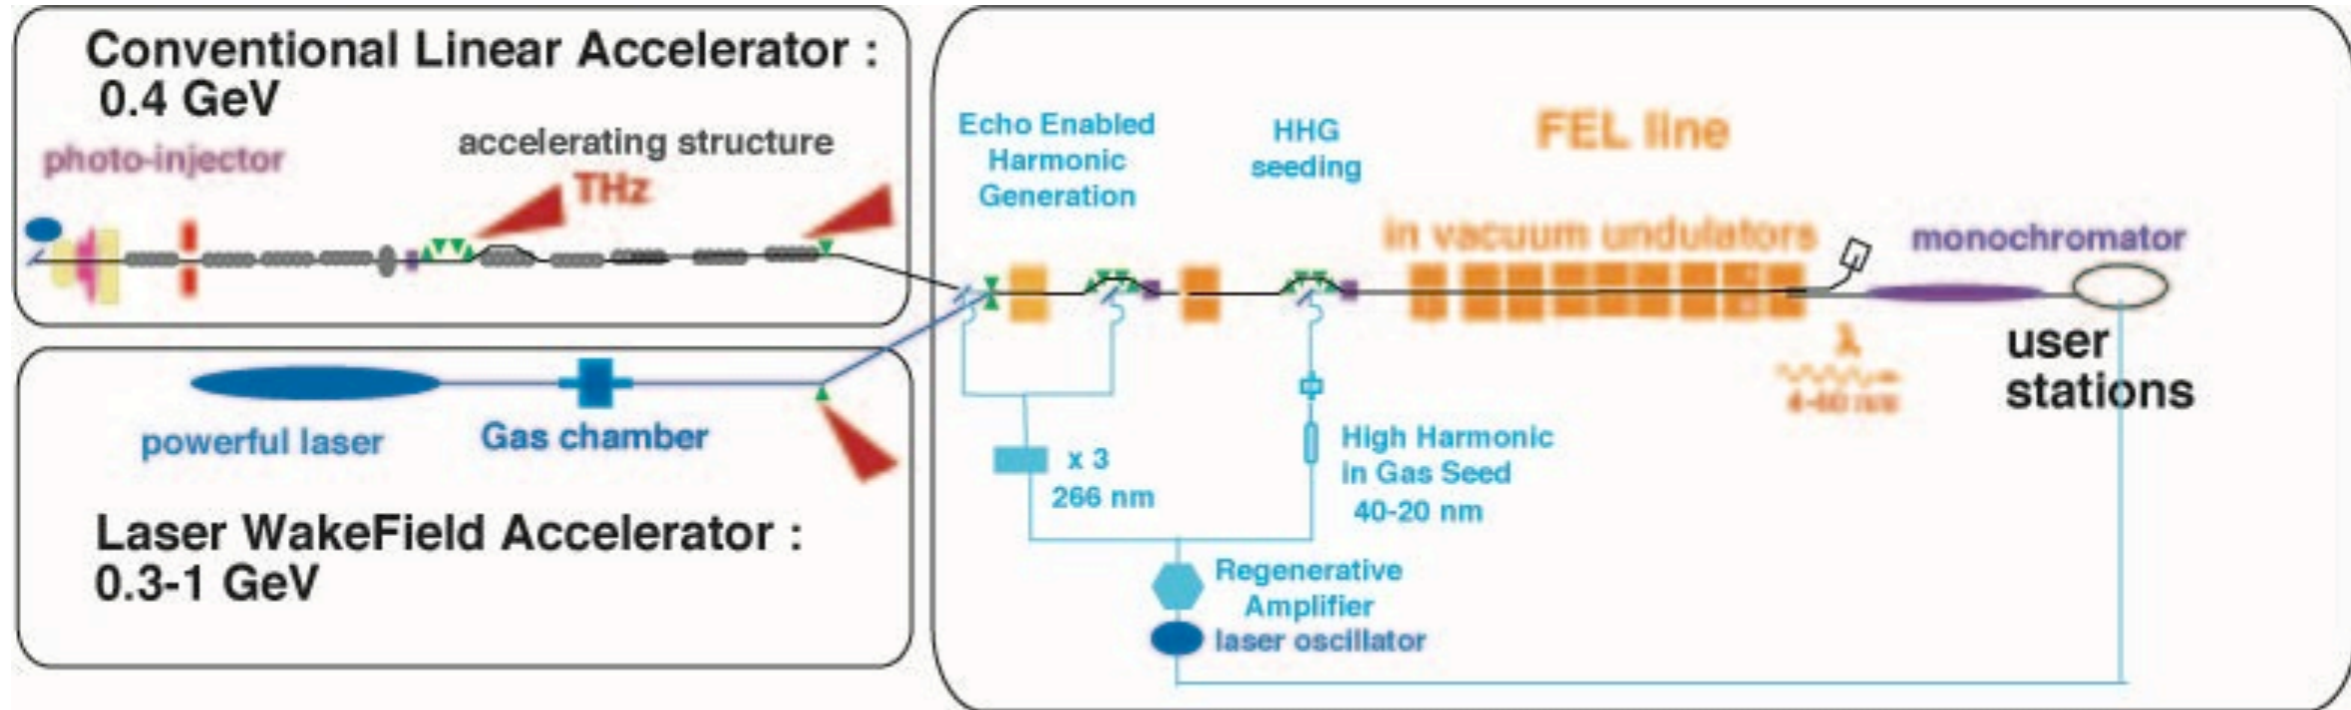 Conventional Linear Accelerator :
0.4 GeV
photo-injector
accelerating structure
THz
powerful laser
Gas chamber
Laser WakeField Accelerator :
0.3-1 GeV
Echo Enabled
Harmonic
Generation
HHG
seeding
FEL line
in vacuum undulators
monochromator
λ
user
stations
x 3
266 nm
High Harmonic
in Gas Seed
40-20 nm
Regenerative
Amplifier
laser oscillator